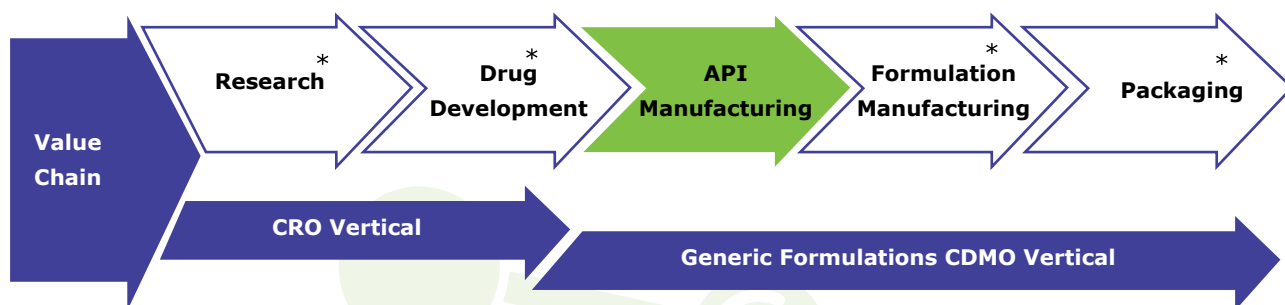 Value
Chain
Research*
Drug*
Development
API
Manufacturing
Formulation*
Manufacturing
Packaging*
CRO Vertical
Generic Formulations CDMO Vertical